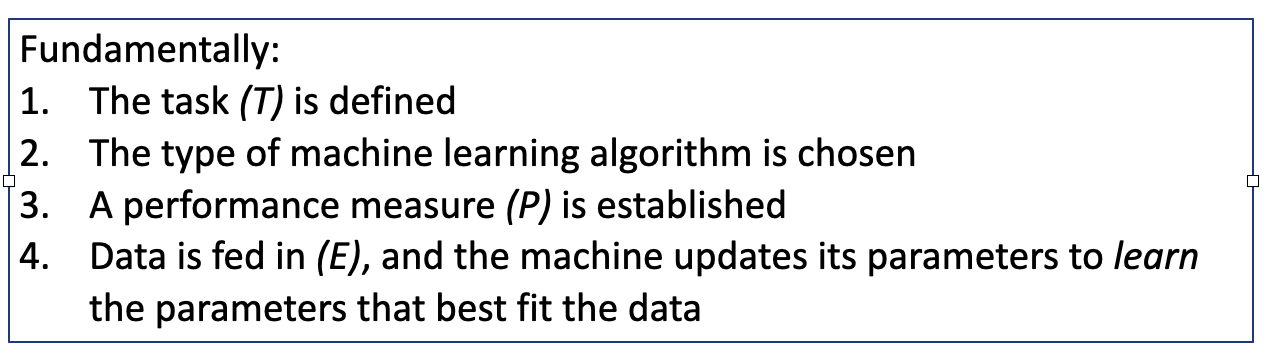 Fundamentally:
1. The task (T) is defined
2. The type of machine learning algorithm is chosen
3. A performance measure (P) is established
4. Data is fed in (E), and the machine updates its parameters to learn
the parameters that best fit the data